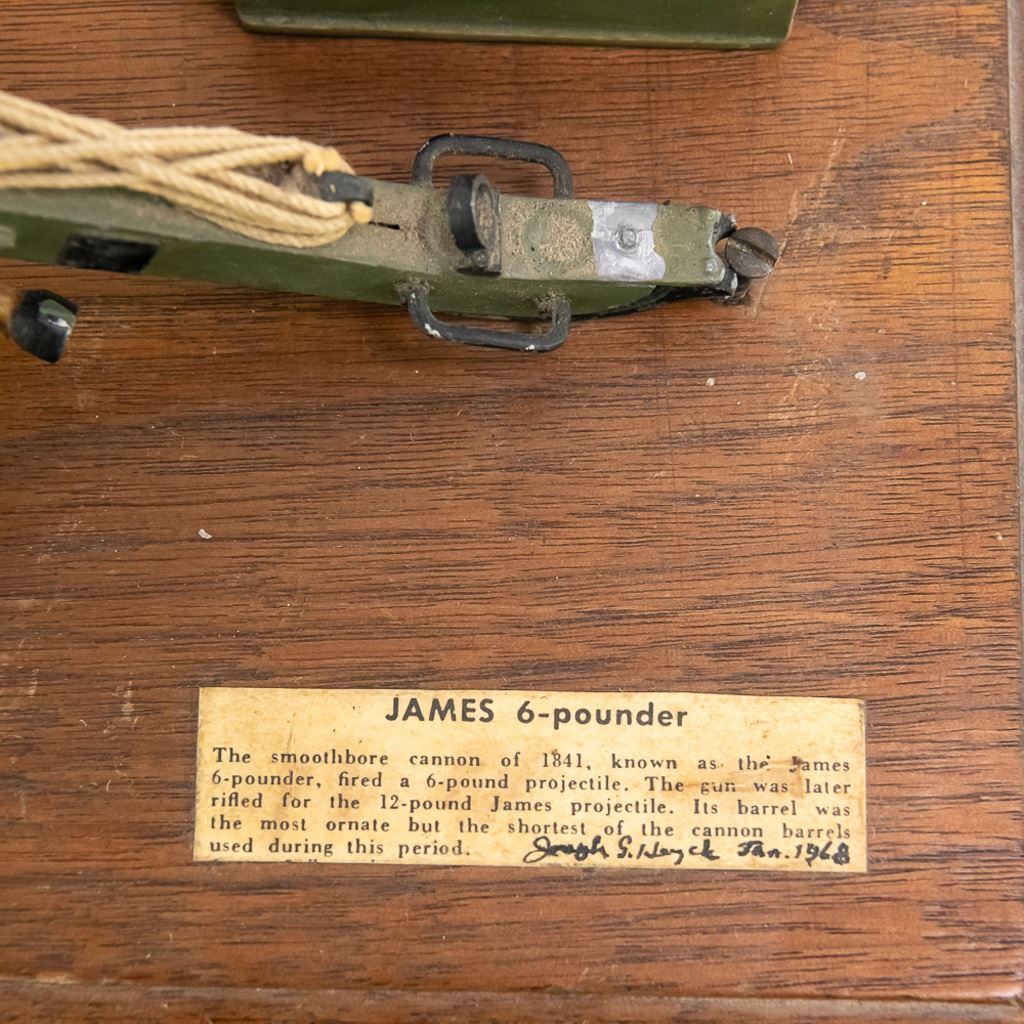 JAMES 6-pounder
The smoothbore cannon of 1841, known as the James
6-pounder, fired a 6-pound projectile. The gun was later
rifled for the 12-pound James projectile. Its barrel was
the most ornate but the shortest of the cannon barrels
used during this period. Joseph S. Jan. 1968